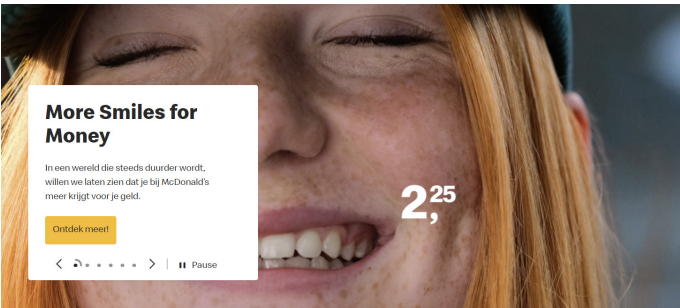 More Smiles for
Money
In een wereld die steeds duurder wordt,
willen we laten zien dat je bij McDonald's
meer krijgt voor je geld.
Ontdek meer!
Pause
2,25